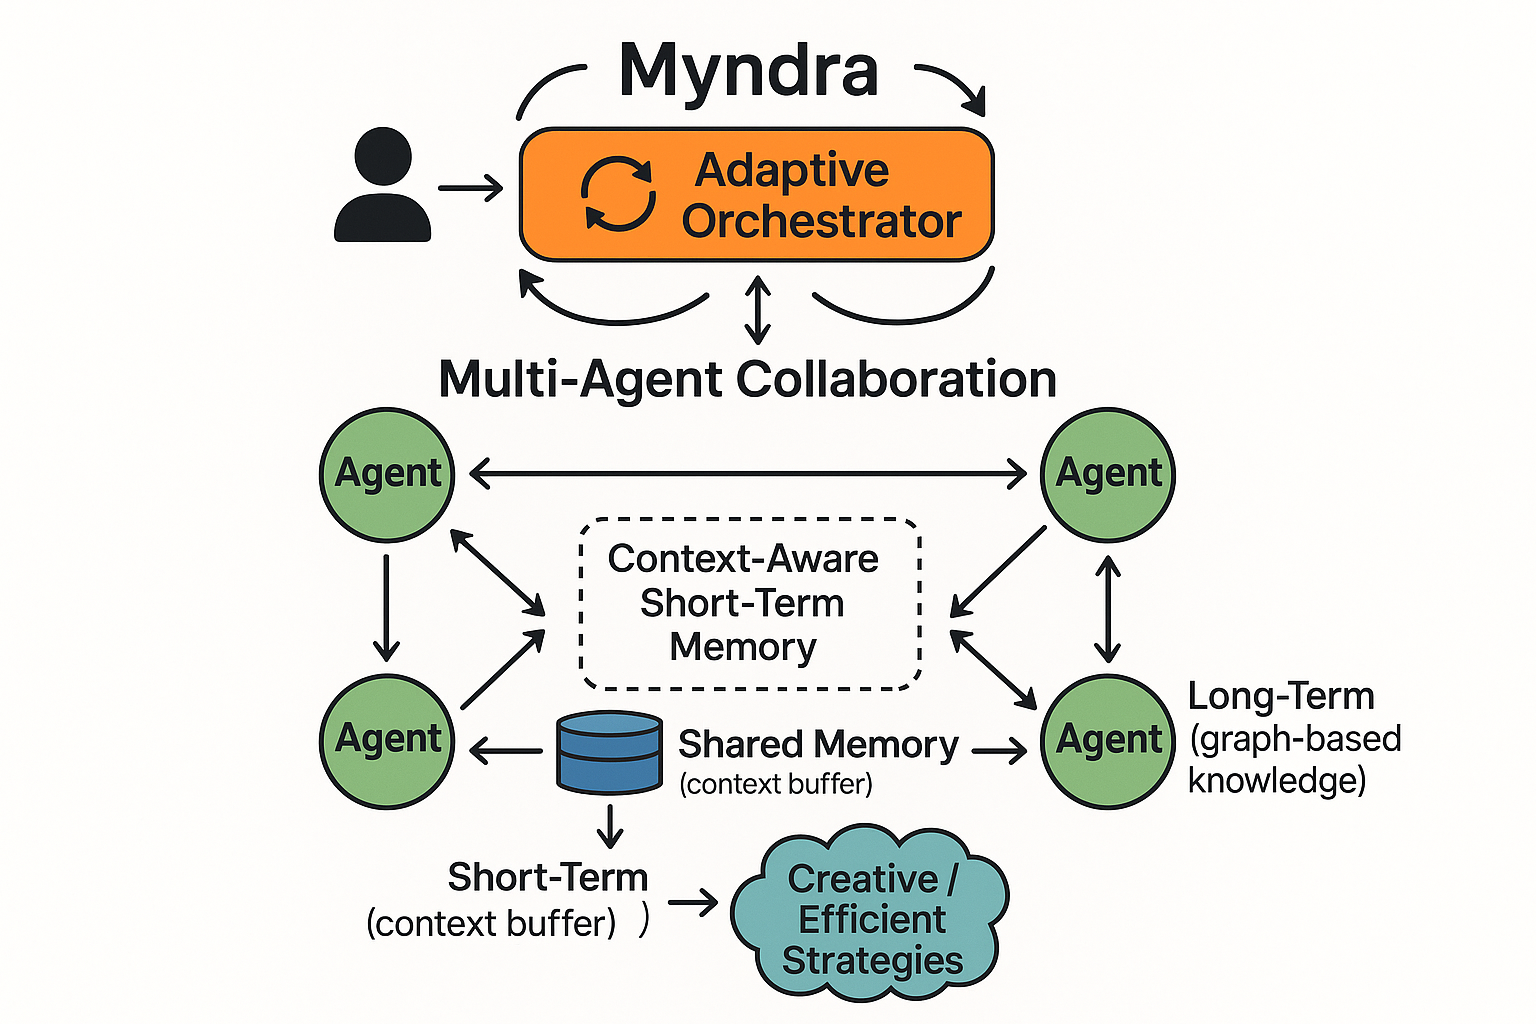 Myndra
Adaptive
Orchestrator
Multi-Agent Collaboration
Agent
Agent
Context-Aware
Short-Term
Memory
Agent
Shared Memory
(context buffer)
Agent
Long-Term
(graph-based
knowledge)
Short-Term
(context buffer) )
Creative /
Efficient
Strategies